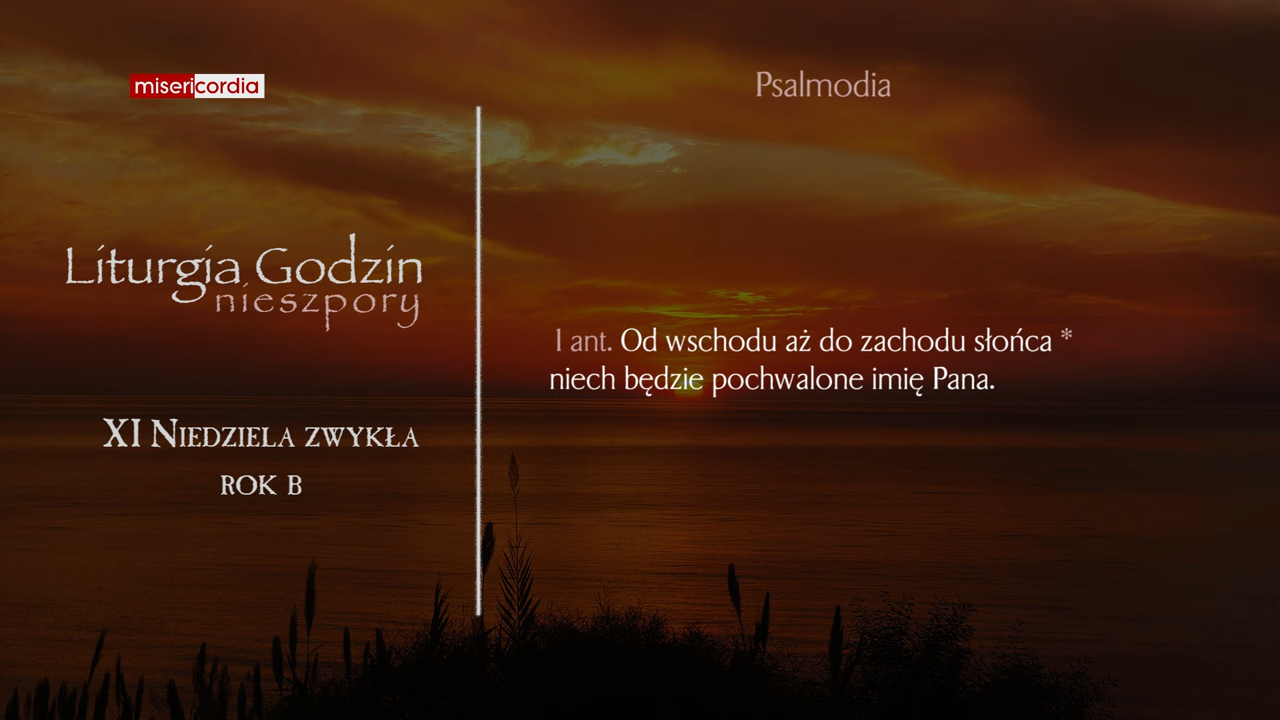 misericordia
Psalmodia
Liturgia Godzin
nieszpory
1 ant. Od wschodu aż do zachodu słońca *
niech będzie pochwalone imię Pana.
XI Niedziela zwykła
rok B